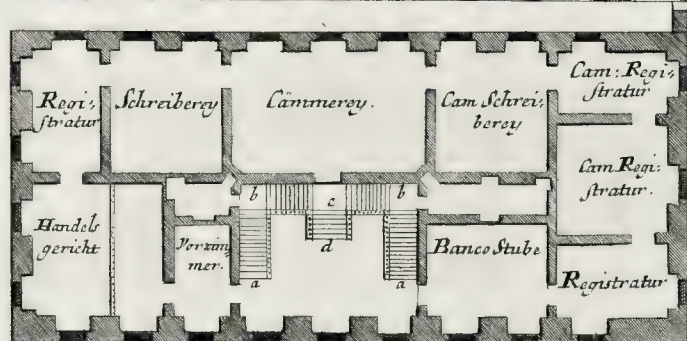 Regi-
stratur
Schreiberey
Cämmerey.
Cam Schrei-
berey
Cam: Regi-
stratur
Cam Regi-
stratur.
b
c
b
Handels
gericht
Vorzim-
mer.
d
Banco Stube
a
a
Registratur